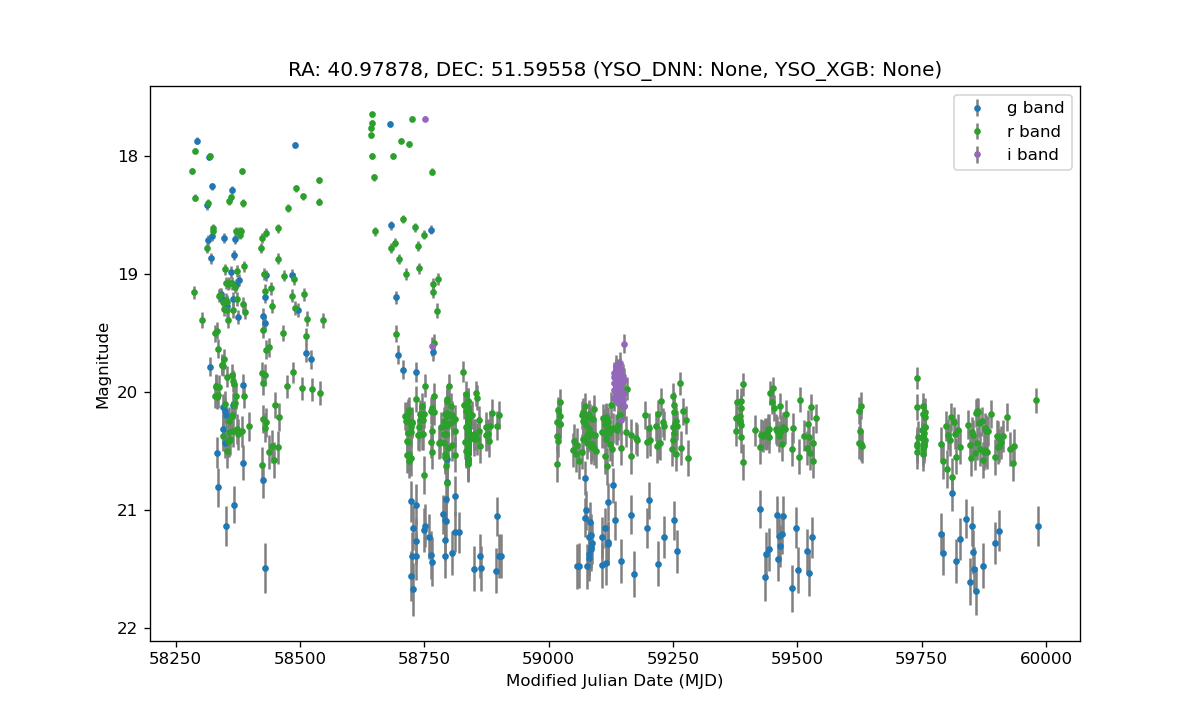 RA: 40.97878, DEC: 51.59558 (YSO_DNN: None, YSO_XGB: None)
g band
r band
i band
Magnitude
18
19
20
21
22
58250 58500 58750 59000 59250 59500 59750 60000
Modified Julian Date (MJD)